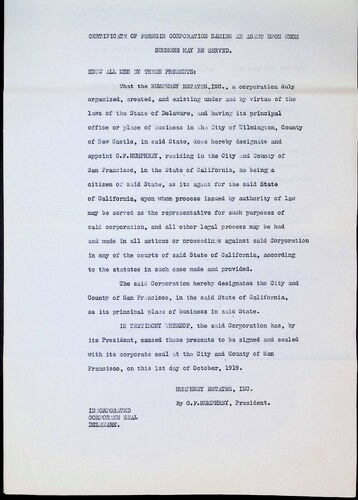 CERTIFICATE OF FOREIGN CORPORATION NAMING AN AGENT UPON WHOM
SUMMONS MAY BE SERVED.
KNOW ALL MEN BY THESE PRESENTS:
That the HUMPHRY ESTATES, INC., a corporation duly
organized, created, and existing under and by virtue of the
laws of the State of Delaware, and having its principal
office or place of business in the City of Wilmington, County
of New Castle, in said State, does hereby designate and
appoint C.F.HUMPHRY, residing in the City and County of
San Francisco, in the State of California, he being a
citizen of said State, as its agent for the said State
of California, upon whom process issued by authority of law
may be served as the representative for such purposes of
said corporation, and all other legal process may be had
and made in all actions or proceedings against said Corporation
in any of the courts of said State of California, according
to the statutes in such case made and provided.
The said Corporation hereby designates the City and
County of San Francisco, in the said State of California,
as its principal place of business in said State.
IN TESTIMONY WHEREOF, the said Corporation has, by
its President, caused these presents to be signed and sealed
with its corporate seal at the City and County of San
Francisco, on this 1st day of October, 1919.
HUMPHRY ESTATES, INC.
By C.F.HUMPHRY, President.
INCORPORATED
CORPORATE SEAL
DELAWARE.